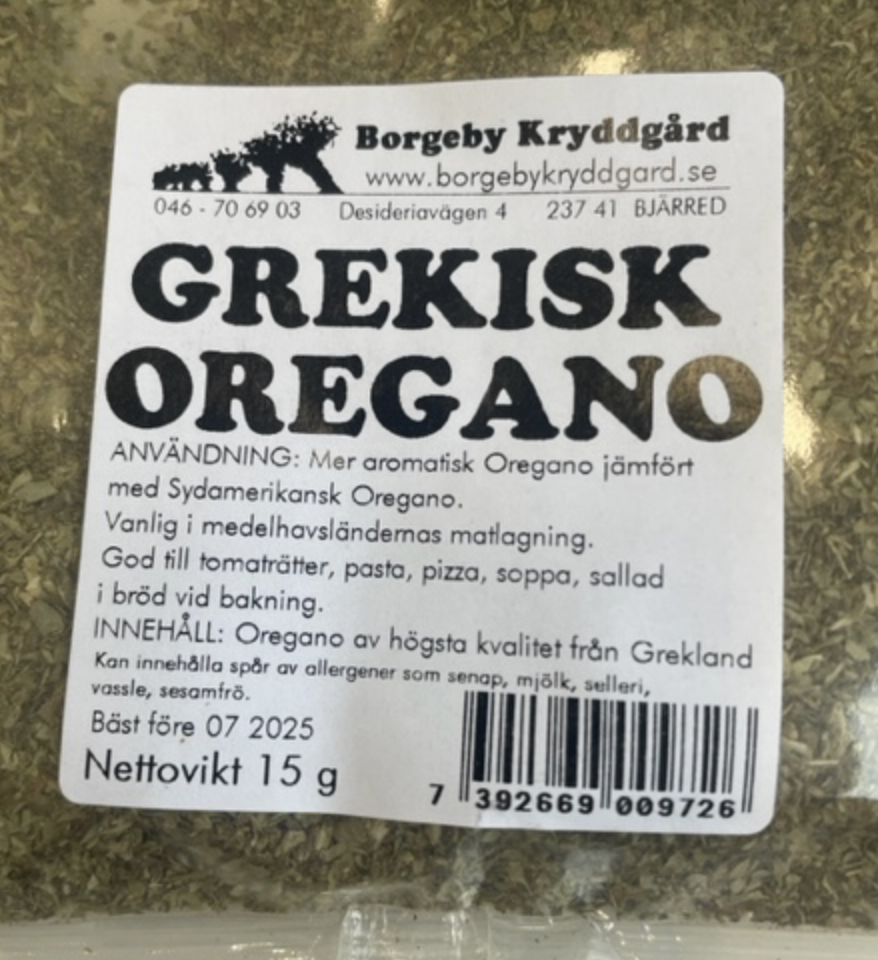 Borgeby Kryddgård
www.borgebykryddgard.se
046 - 70 69 03 Desideriavägen 4 237 41 BJÄRRED
GREKISK
OREGANO
ANVÄNDNING: Mer aromatisk Oregano jämfört
med Sydamerikansk Oregano.
Vanlig i medelhavsländernas matlagning.
God till tomaträtter, pasta, pizza, soppa, sallad
i bröd vid bakning.
INNEHÅLL: Oregano av högsta kvalitet från Grekland
Kan innehålla spår av allergener som senap, mjölk, selleri,
vassle, sesamfrö.
Bäst före 07 2025
Nettovikt 15 g
7 392669 009726